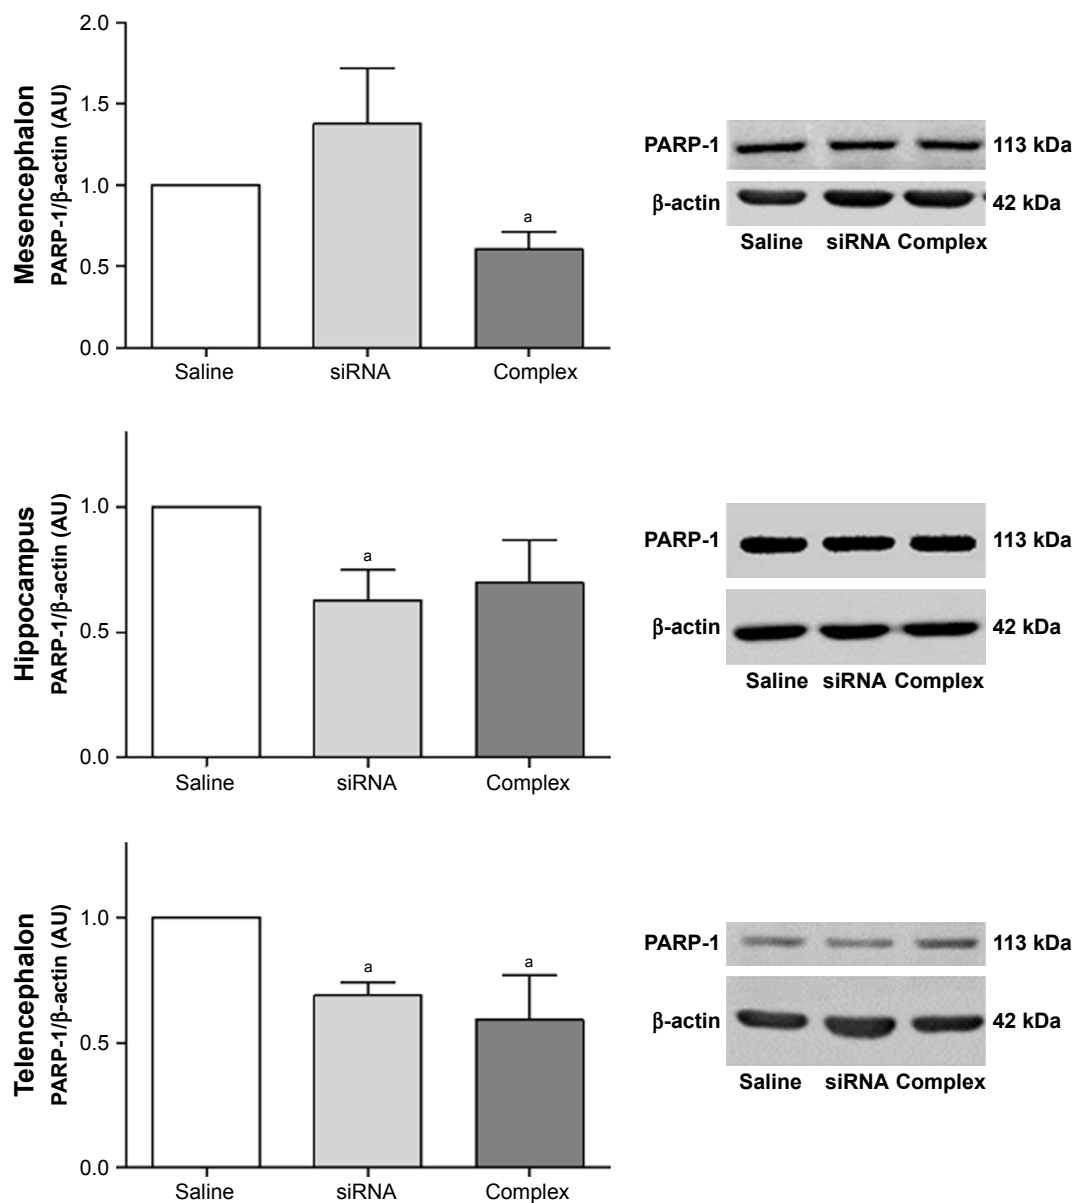 Mesencephalon
PARP-1/β-actin (AU)
2.0
1.5
1.0
0.5
0.0
a
Saline siRNA Complex
PARP-1 113 kDa
β-actin 42 kDa
Saline siRNA Complex
Hippocampus
PARP-1/β-actin (AU)
1.0
0.5
0.0
a
Saline siRNA Complex
PARP-1 113 kDa
β-actin 42 kDa
Saline siRNA Complex
Telencephalon
PARP-1/β-actin (AU)
1.0
0.5
0.0
a a
Saline siRNA Complex
PARP-1 113 kDa
β-actin 42 kDa
Saline siRNA Complex